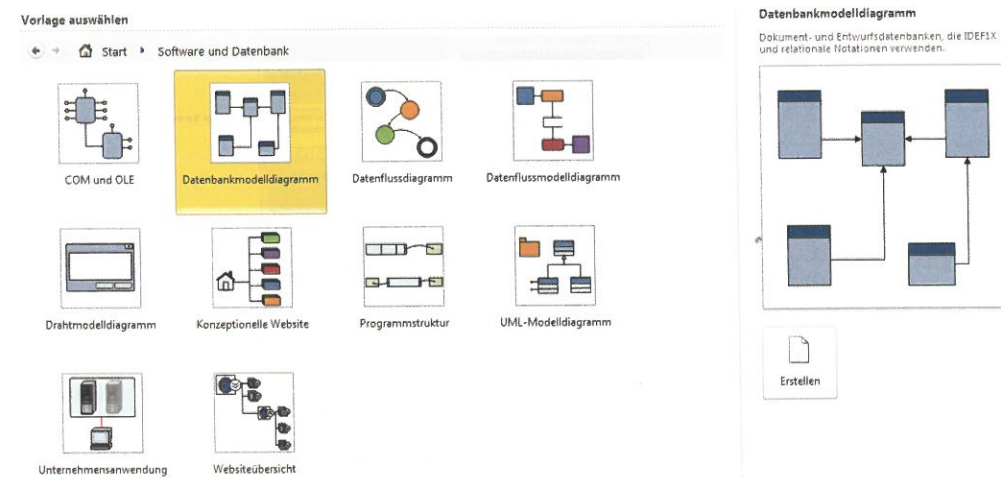 Vorlage auswählen
Start Software und Datenbank
COM und OLE
Datenbankmodelldiagramm
Datenflussdiagramm
Datenflussmodelldiagramm
Drahtmodelldiagramm
Konzeptionelle Website
Programmstruktur
UML-Modelldiagramm
Unternehmensanwendung
Websiteübersicht
Datenbankmodelldiagramm
Dokument- und Entwurfsdatenbanken, die IDEF1X
und relationale Notationen verwenden.
Erstellen